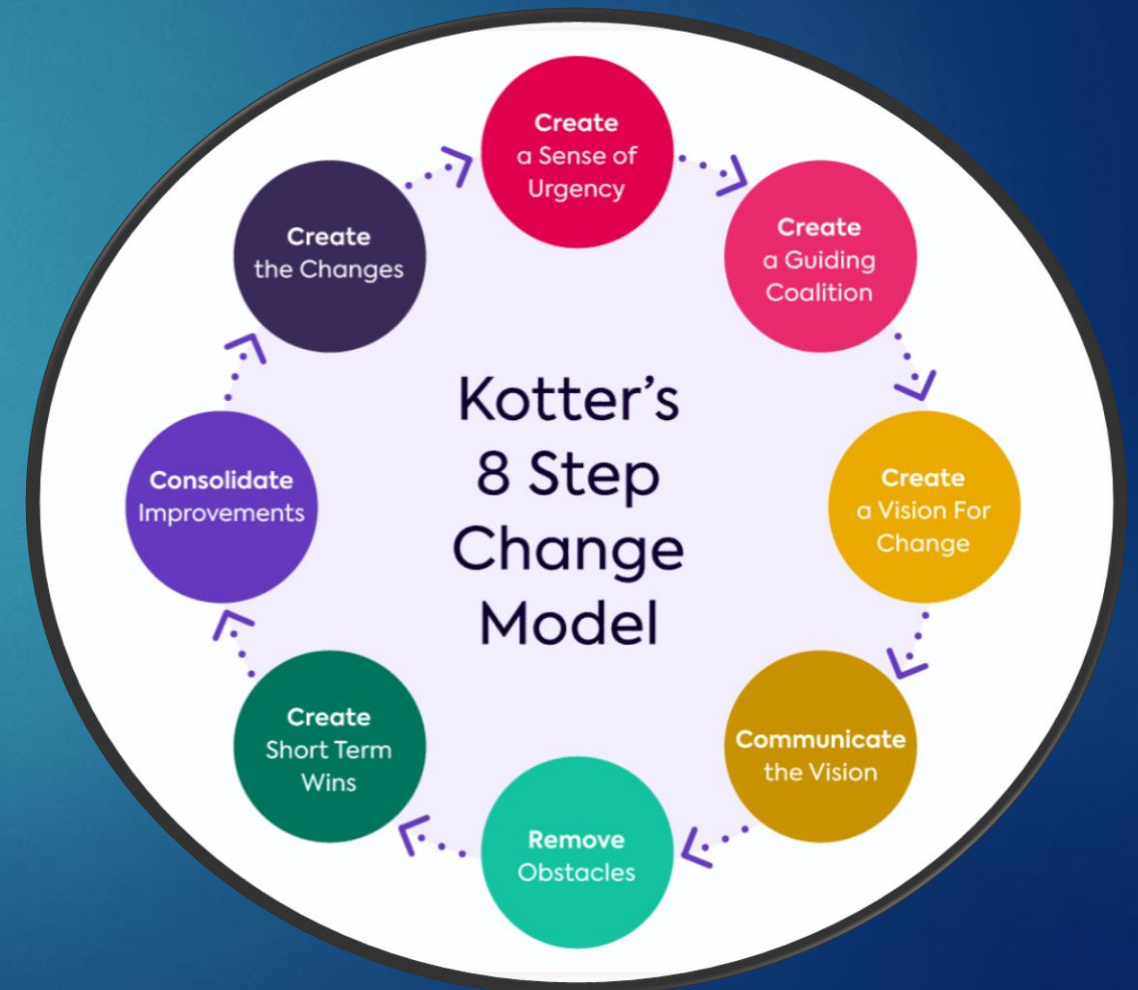 Create
a Sense of
Urgency
Create
a Guiding
Coalition
Create
a Vision For
Change
Communicate
the Vision
Remove
Obstacles
Create
Short Term
Wins
Consolidate
Improvements
Create
the Changes
Kotter’s
8 Step
Change
Model